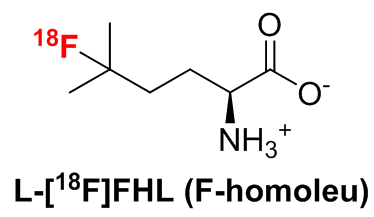 ¹⁸F
O
O⁻
NH₃⁺
L-[¹⁸F]FHL (F-homoleu)